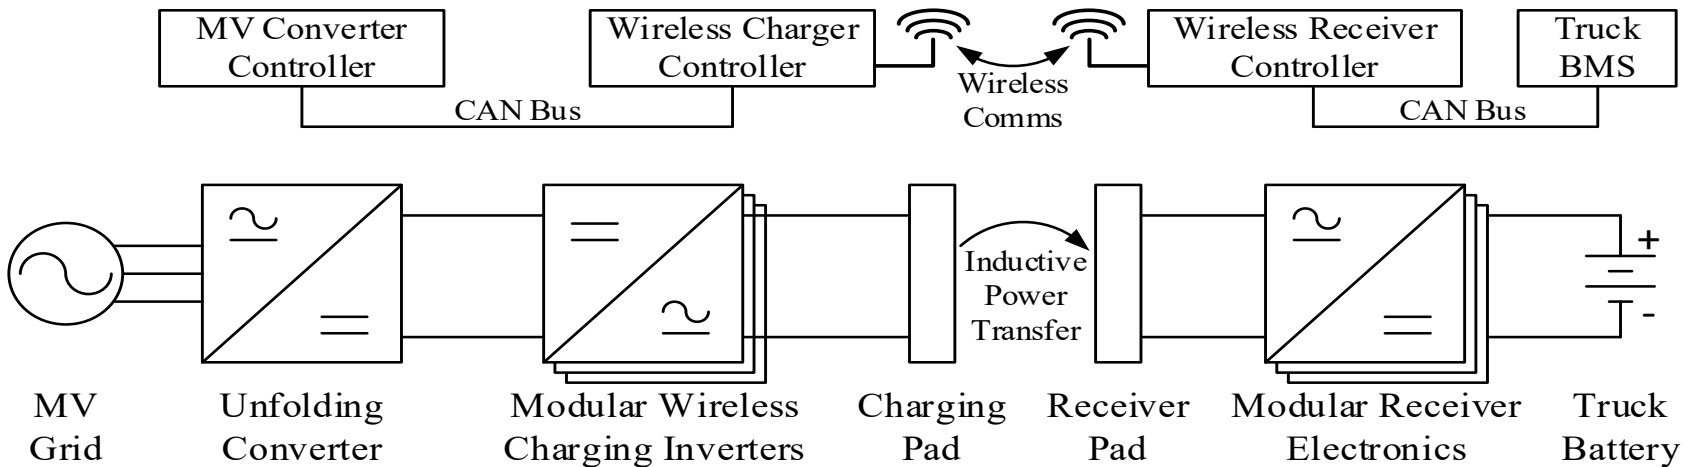 MV Converter
Controller
Wireless Charger
Controller
Wireless Receiver
Controller
Truck
BMS
Wireless
Comms
CAN Bus
CAN Bus
Inductive
Power
Transfer
+
-
MV
Grid
Unfolding
Converter
Modular Wireless
Charging Inverters
Charging
Pad
Receiver
Pad
Modular Receiver
Electronics
Truck
Battery